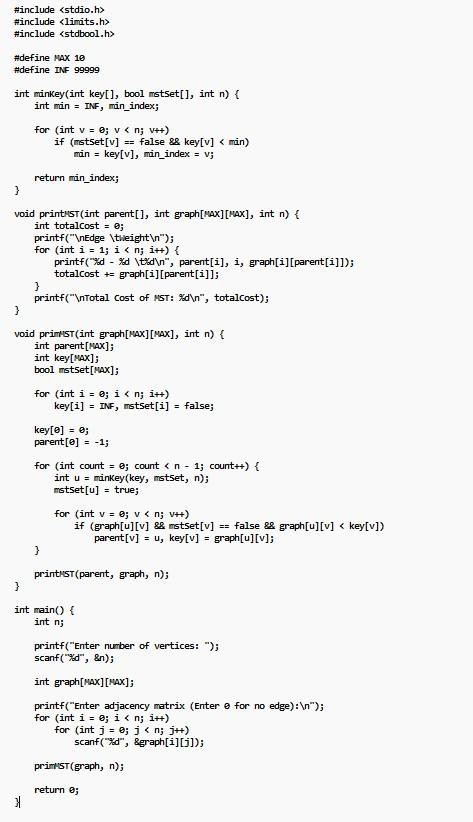 #include <stdio.h>
#include <limits.h>
#include <stdbool.h>

#define MAX 10
#define INF 99999

int minKey(int key[], bool mstSet[], int n) {
    int min = INF, min_index;

    for (int v = 0; v < n; v++)
        if (mstSet[v] == false && key[v] < min)
            min = key[v], min_index = v;

    return min_index;
}

void printMST(int parent[], int graph[MAX][MAX], int n) {
    int totalCost = 0;
    printf("\nEdge \tWeight\n");
    for (int i = 1; i < n; i++) {
        printf("%d - %d \t%d\n", parent[i], i, graph[i][parent[i]]);
        totalCost += graph[i][parent[i]];
    }
    printf("\nTotal Cost of MST: %d\n", totalCost);
}

void primMST(int graph[MAX][MAX], int n) {
    int parent[MAX];
    int key[MAX];
    bool mstSet[MAX];

    for (int i = 0; i < n; i++)
        key[i] = INF, mstSet[i] = false;

    key[0] = 0;
    parent[0] = -1;

    for (int count = 0; count < n - 1; count++) {
        int u = minKey(key, mstSet, n);
        mstSet[u] = true;

        for (int v = 0; v < n; v++)
            if (graph[u][v] && mstSet[v] == false && graph[u][v] < key[v])
                parent[v] = u, key[v] = graph[u][v];
    }

    printMST(parent, graph, n);
}

int main() {
    int n;

    printf("Enter number of vertices: ");
    scanf("%d", &n);

    int graph[MAX][MAX];

    printf("Enter adjacency matrix (Enter 0 for no edge):\n");
    for (int i = 0; i < n; i++)
        for (int j = 0; j < n; j++)
            scanf("%d", &graph[i][j]);

    primMST(graph, n);

    return 0;
}